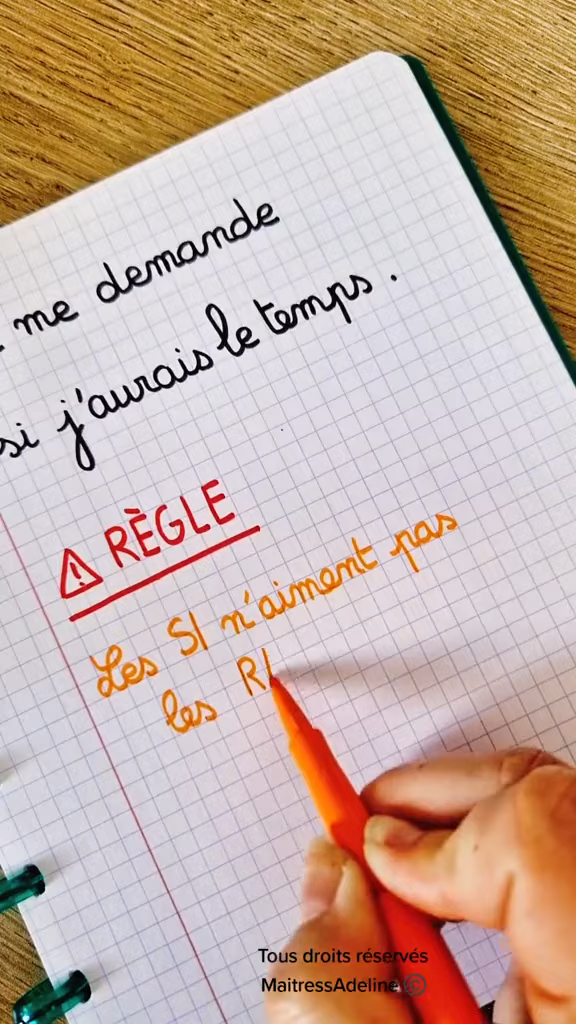 me demande
si j'aurais le temps.
⚠ RÈGLE
Les SI n'aiment pas
les R
Tous droits réservés
MaitressAdeline ©